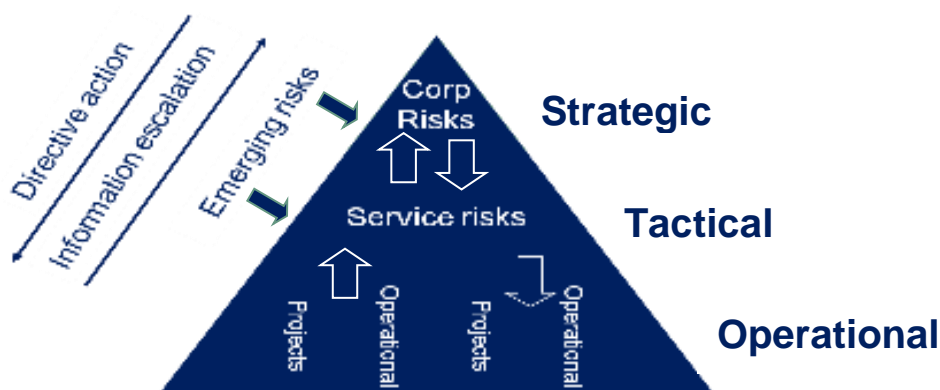 Directive action
Information escalation
Emerging risks
Corp
Risks
Strategic
Service risks
Tactical
Projects
Operational
Projects
Operational
Operational